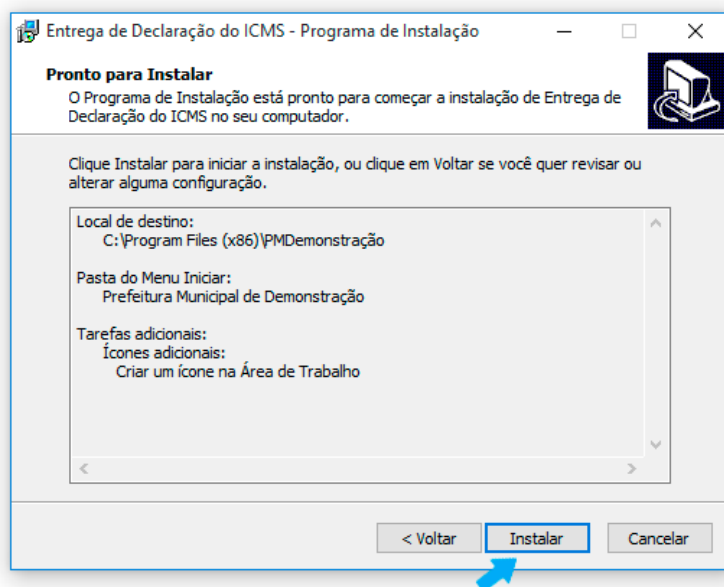 Entrega de Declaração do ICMS - Programa de Instalação
Pronto para Instalar
O Programa de Instalação está pronto para começar a instalação de Entrega de
Declaração do ICMS no seu computador.
Clique Instalar para iniciar a instalação, ou clique em Voltar se você quer revisar ou
alterar alguma configuração.
Local de destino:
C:\Program Files (x86)\PMDemonstração
Pasta do Menu Iniciar:
Prefeitura Municipal de Demonstração
Tarefas adicionais:
Ícones adicionais:
Criar um ícone na Área de Trabalho
< Voltar
Instalar
Cancelar